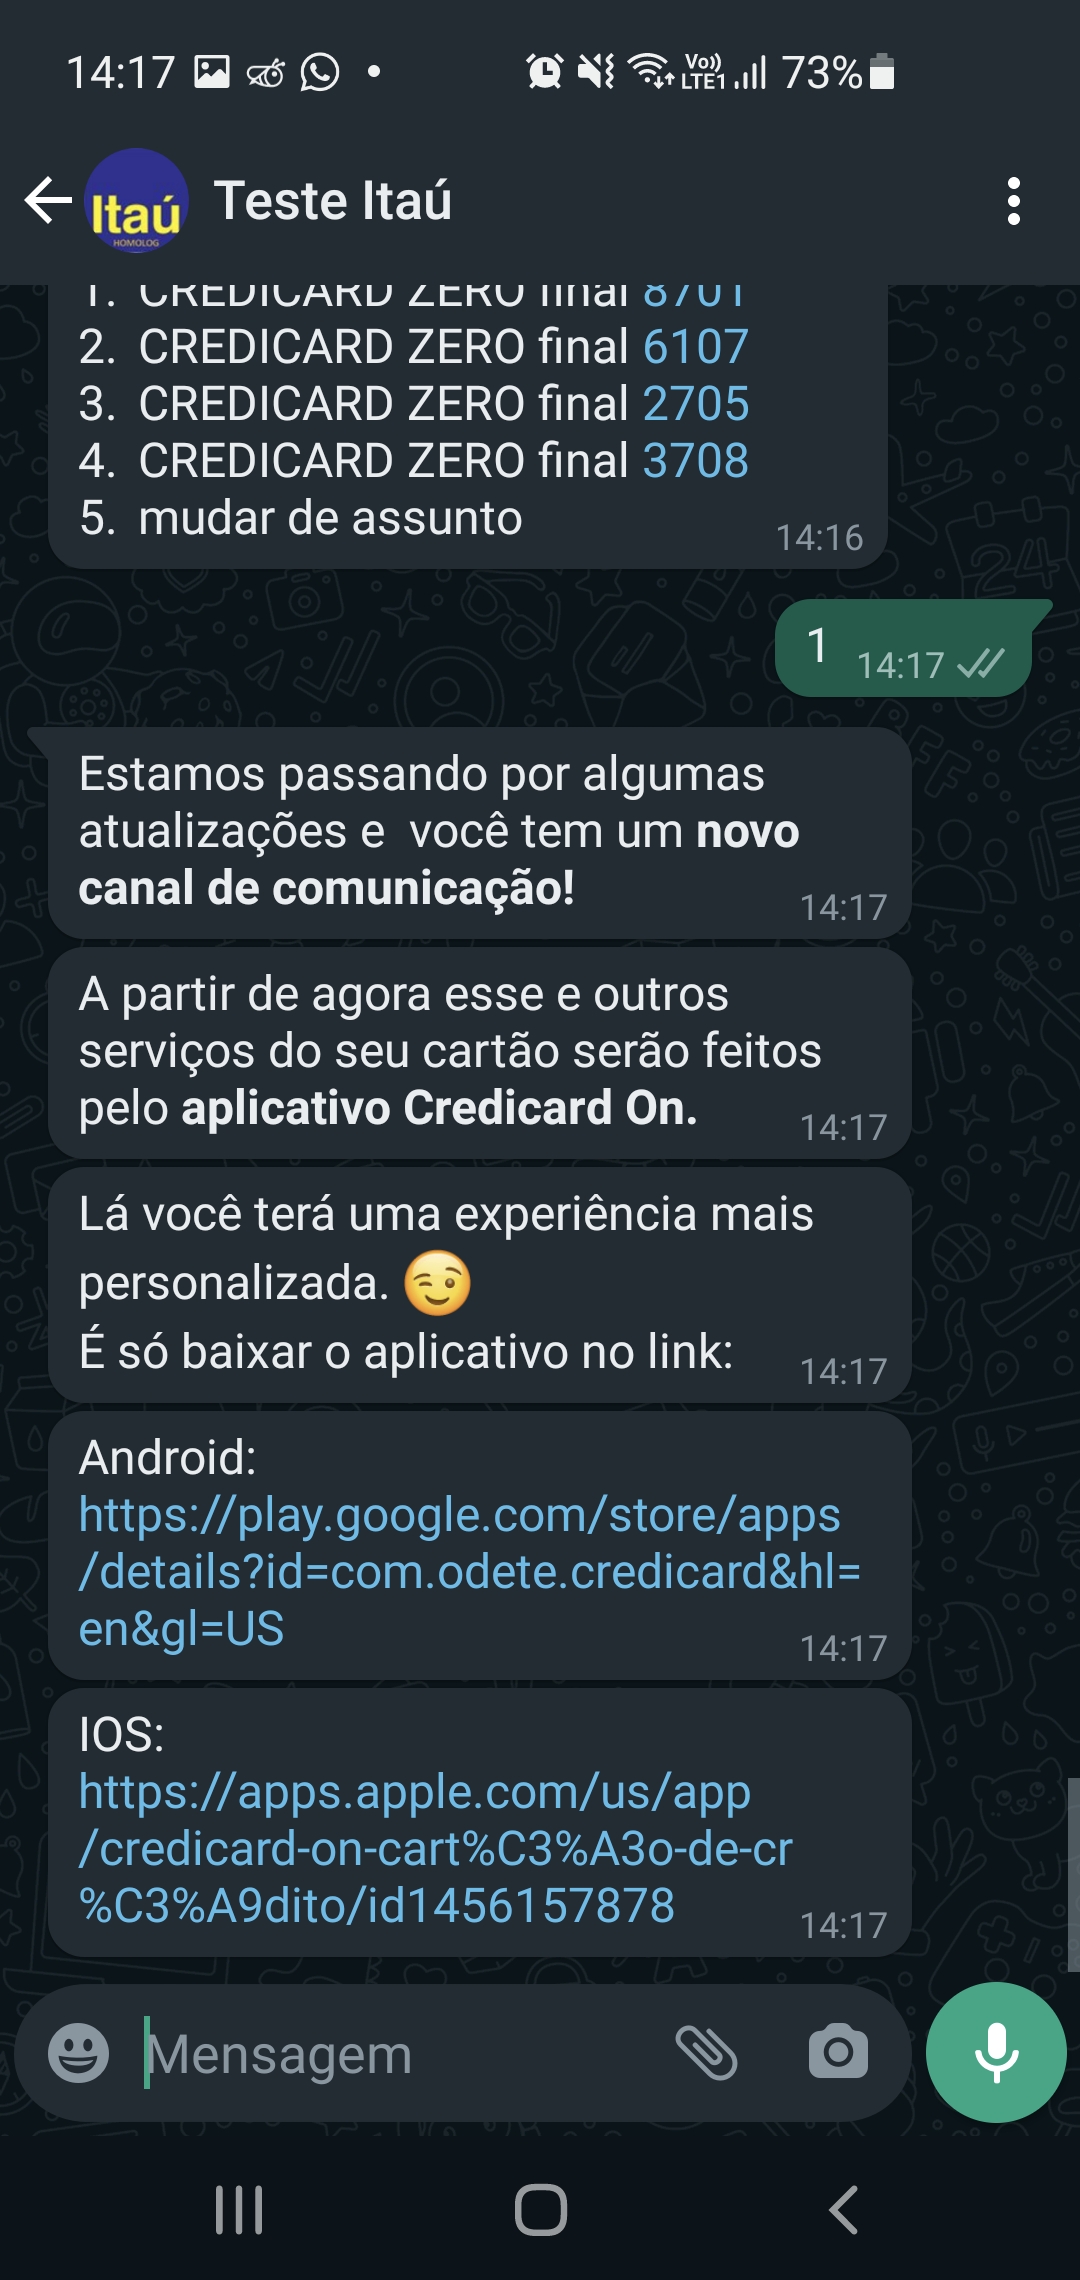 14:17
Vo)) LTE1 73%
Itaú
HOMOLOG
Teste Itaú
1. CREDICARD ZERO final 8701
2. CREDICARD ZERO final 6107
3. CREDICARD ZERO final 2705
4. CREDICARD ZERO final 3708
5. mudar de assunto
14:16
1 14:17
Estamos passando por algumas
atualizações e  você tem um novo
canal de comunicação!
14:17
A partir de agora esse e outros
serviços do seu cartão serão feitos
pelo aplicativo Credicard On.
14:17
Lá você terá uma experiência mais
personalizada. 😉
É só baixar o aplicativo no link:
14:17
Android:
https://play.google.com/store/apps
/details?id=com.odete.credicard&hl=
en&gl=US
14:17
IOS:
https://apps.apple.com/us/app
/credicard-on-cart%C3%A3o-de-cr
%C3%A9dito/id1456157878
14:17
Mensagem